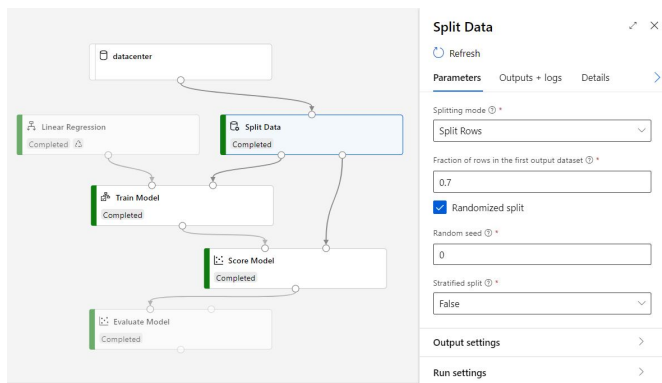 datacenter
Linear Regression
Completed
Split Data
Completed
Train Model
Completed
Score Model
Completed
Evaluate Model
Completed
Split Data
Refresh
Parameters Outputs + logs Details
Splitting mode *
Split Rows
Fraction of rows in the first output dataset *
0.7
Randomized split
Random seed *
0
Stratified split *
False
Output settings
Run settings